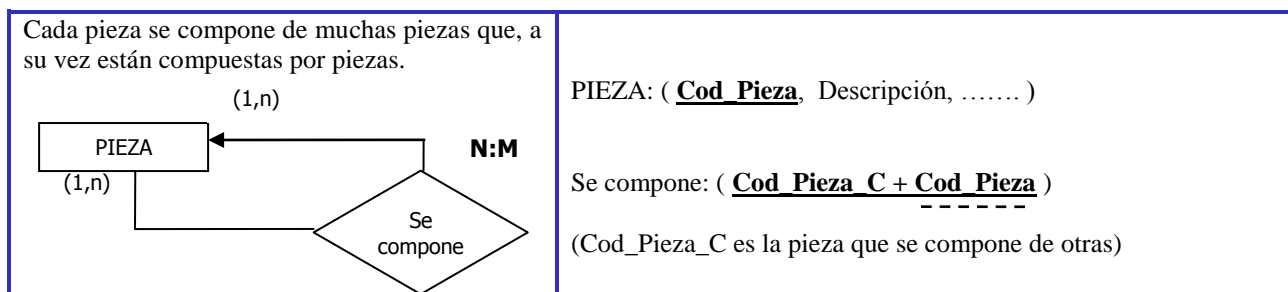 Cada pieza se compone de muchas piezas que, a
su vez están compuestas por piezas.
(1,n)
PIEZA
N:M
(1,n)
Se
compone
PIEZA: ( Cod_Pieza, Descripción, ……. )
Se compone: ( Cod_Pieza_C + Cod_Pieza )
(Cod_Pieza_C es la pieza que se compone de otras)